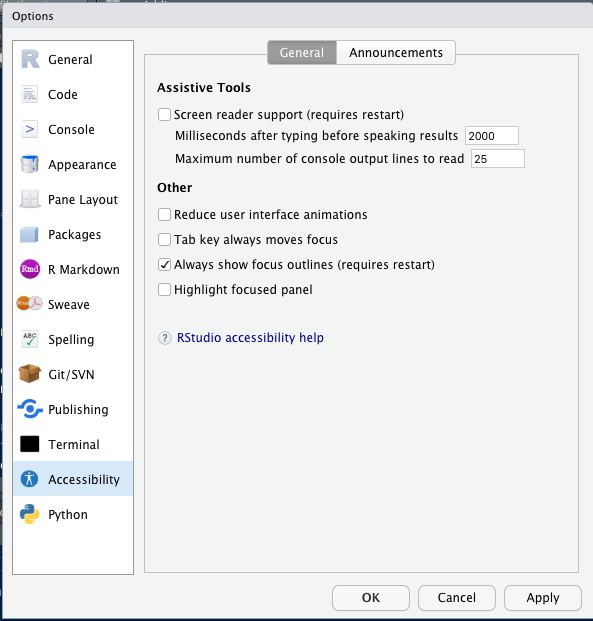 Options
General
Code
Console
Appearance
Pane Layout
Packages
Rmd R Markdown
Sweave
ABC Spelling
Git/SVN
Publishing
Terminal
Accessibility
Python
General Announcements
Assistive Tools
Screen reader support (requires restart)
Milliseconds after typing before speaking results 2000
Maximum number of console output lines to read 25
Other
Reduce user interface animations
Tab key always moves focus
Always show focus outlines (requires restart)
Highlight focused panel
? RStudio accessibility help
OK Cancel Apply